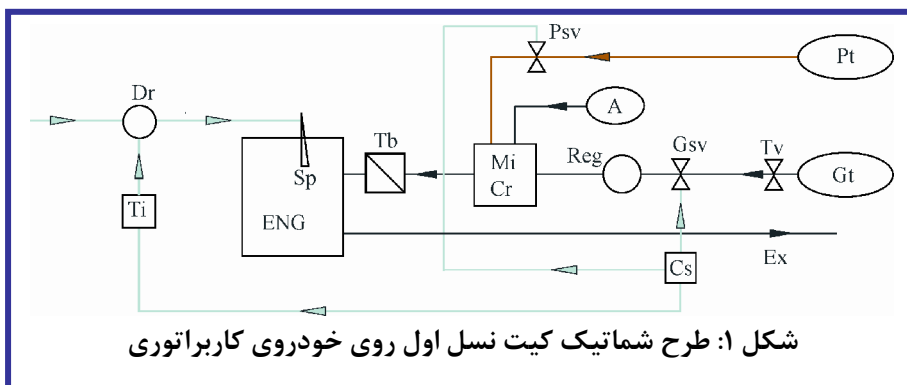 Psv
Pt
Dr
A
Tb
Mi
Cr
Reg
Gsv
Tv
Gt
Sp
Ti
ENG
Ex
Cs
شکل ۱: طرح شماتیک کیت نسل اول روی خودروی کاربراتوری